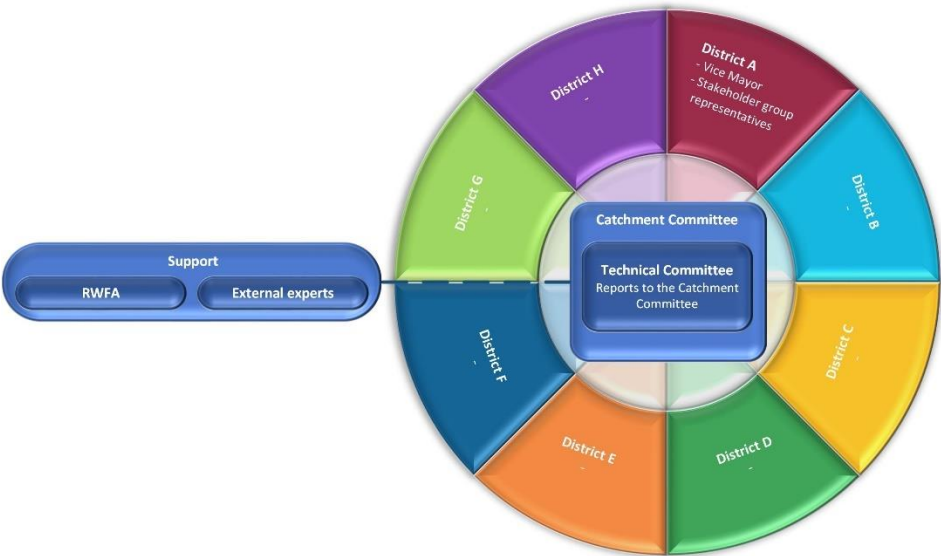 District A
- Vice Mayor
- Stakeholder group
representatives
District B
-
District C
-
District D
-
District E
-
District F
-
District G
-
District H
-
Catchment Committee
Technical Committee
Reports to the Catchment
Committee
Support
RWFA
External experts